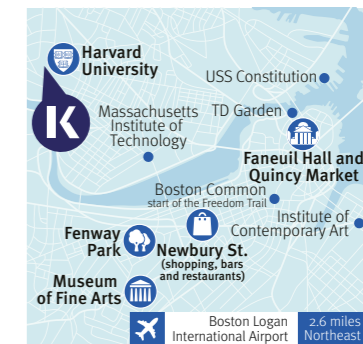 Harvard
University
K
USS Constitution
TD Garden
Massachusetts
Institute of
Technology
Faneuil Hall and
Quincy Market
Boston Common
start of the Freedom Trail
Institute of
Contemporary Art
Fenway
Park
Newbury St.
(shopping, bars
and restaurants)
Museum
of Fine Arts
Boston Logan
International Airport
2.6 miles
Northeast